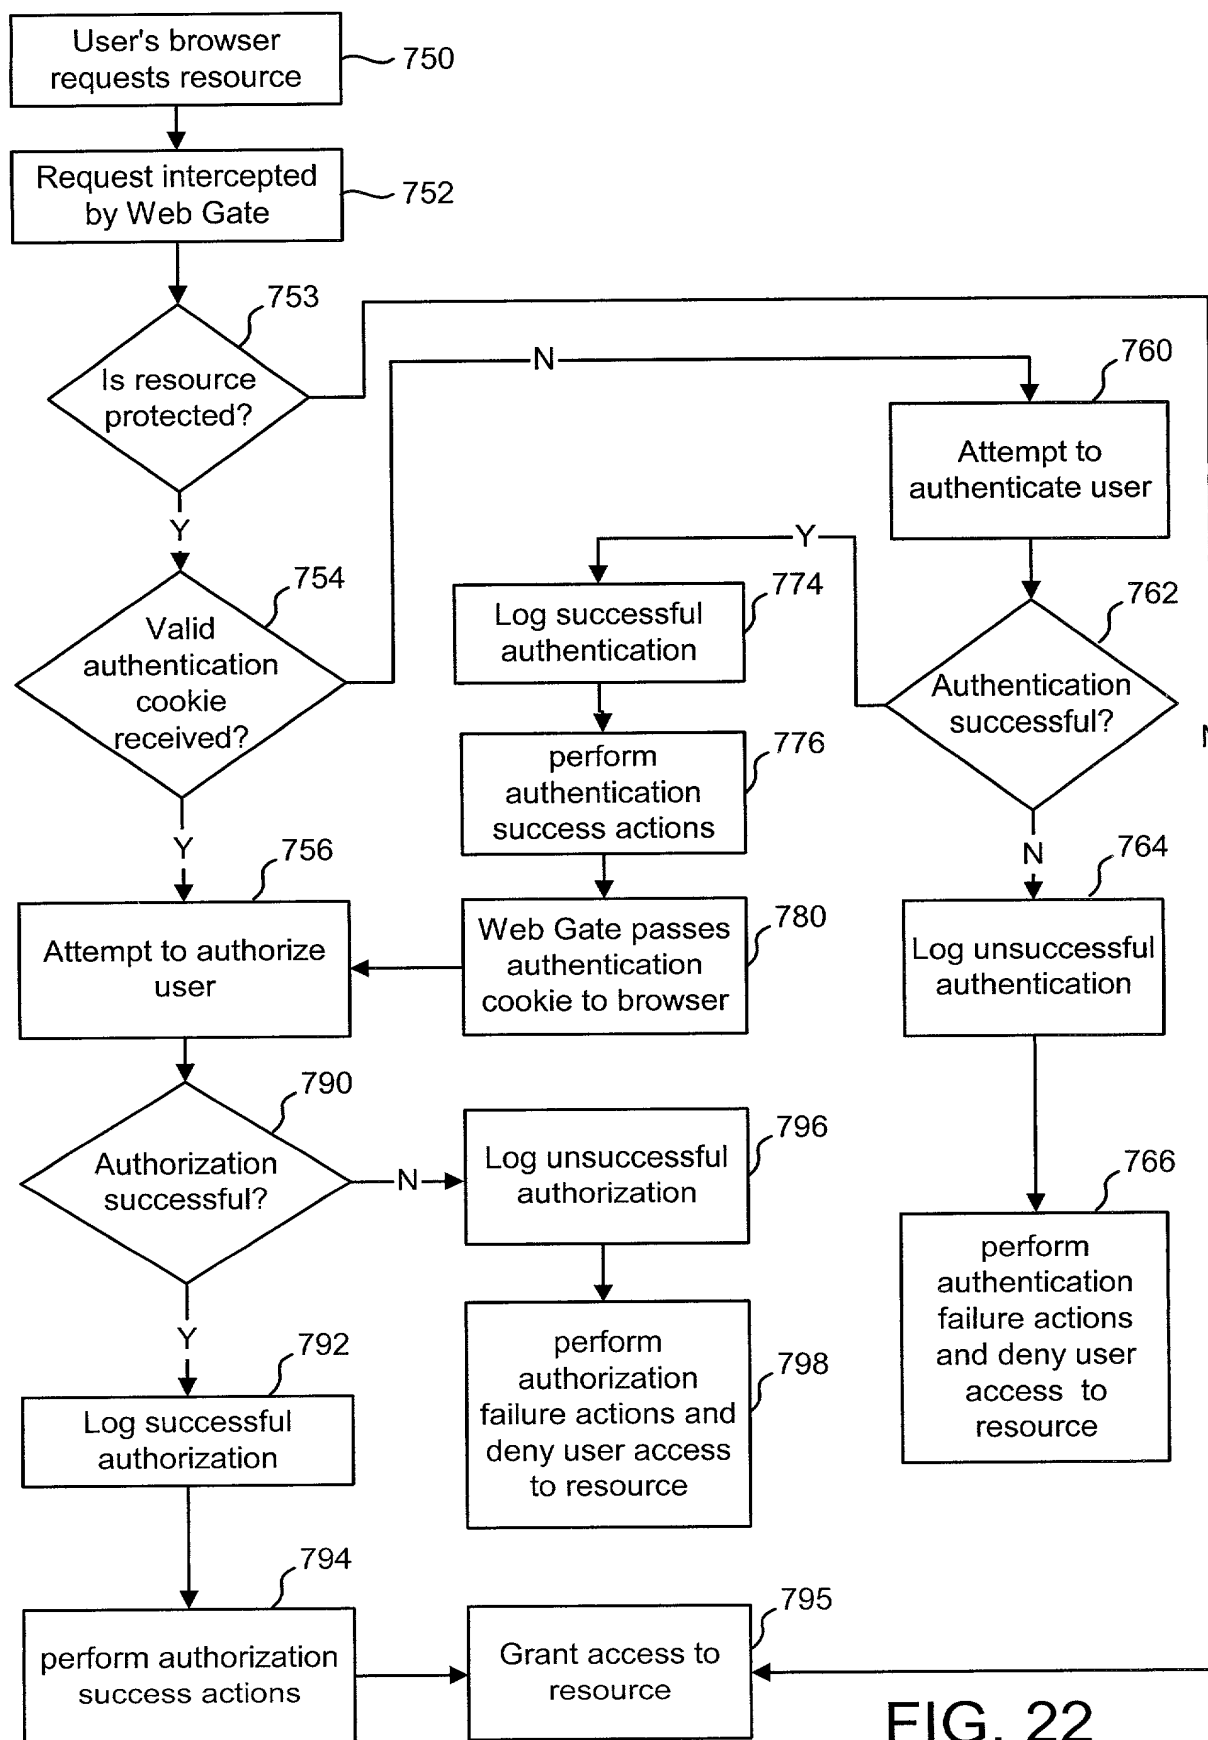 User's browser
requests resource
750
Request intercepted
by Web Gate
752
753
Is resource
protected?
N
760
Attempt to
authenticate user
Y
Y
754
Valid
authentication
cookie
received?
774
Log successful
authentication
762
Authentication
successful?
N
776
perform
authentication
success actions
Y
756
Attempt to authorize
user
780
Web Gate passes
authentication
cookie to browser
N
764
Log unsuccessful
authentication
790
Authorization
successful?
N
796
Log unsuccessful
authorization
766
perform
authentication
failure actions
and deny user
access to
resource
Y
792
Log successful
authorization
798
perform
authorization
failure actions and
deny user access
to resource
794
perform authorization
success actions
795
Grant access to
resource
FIG. 22